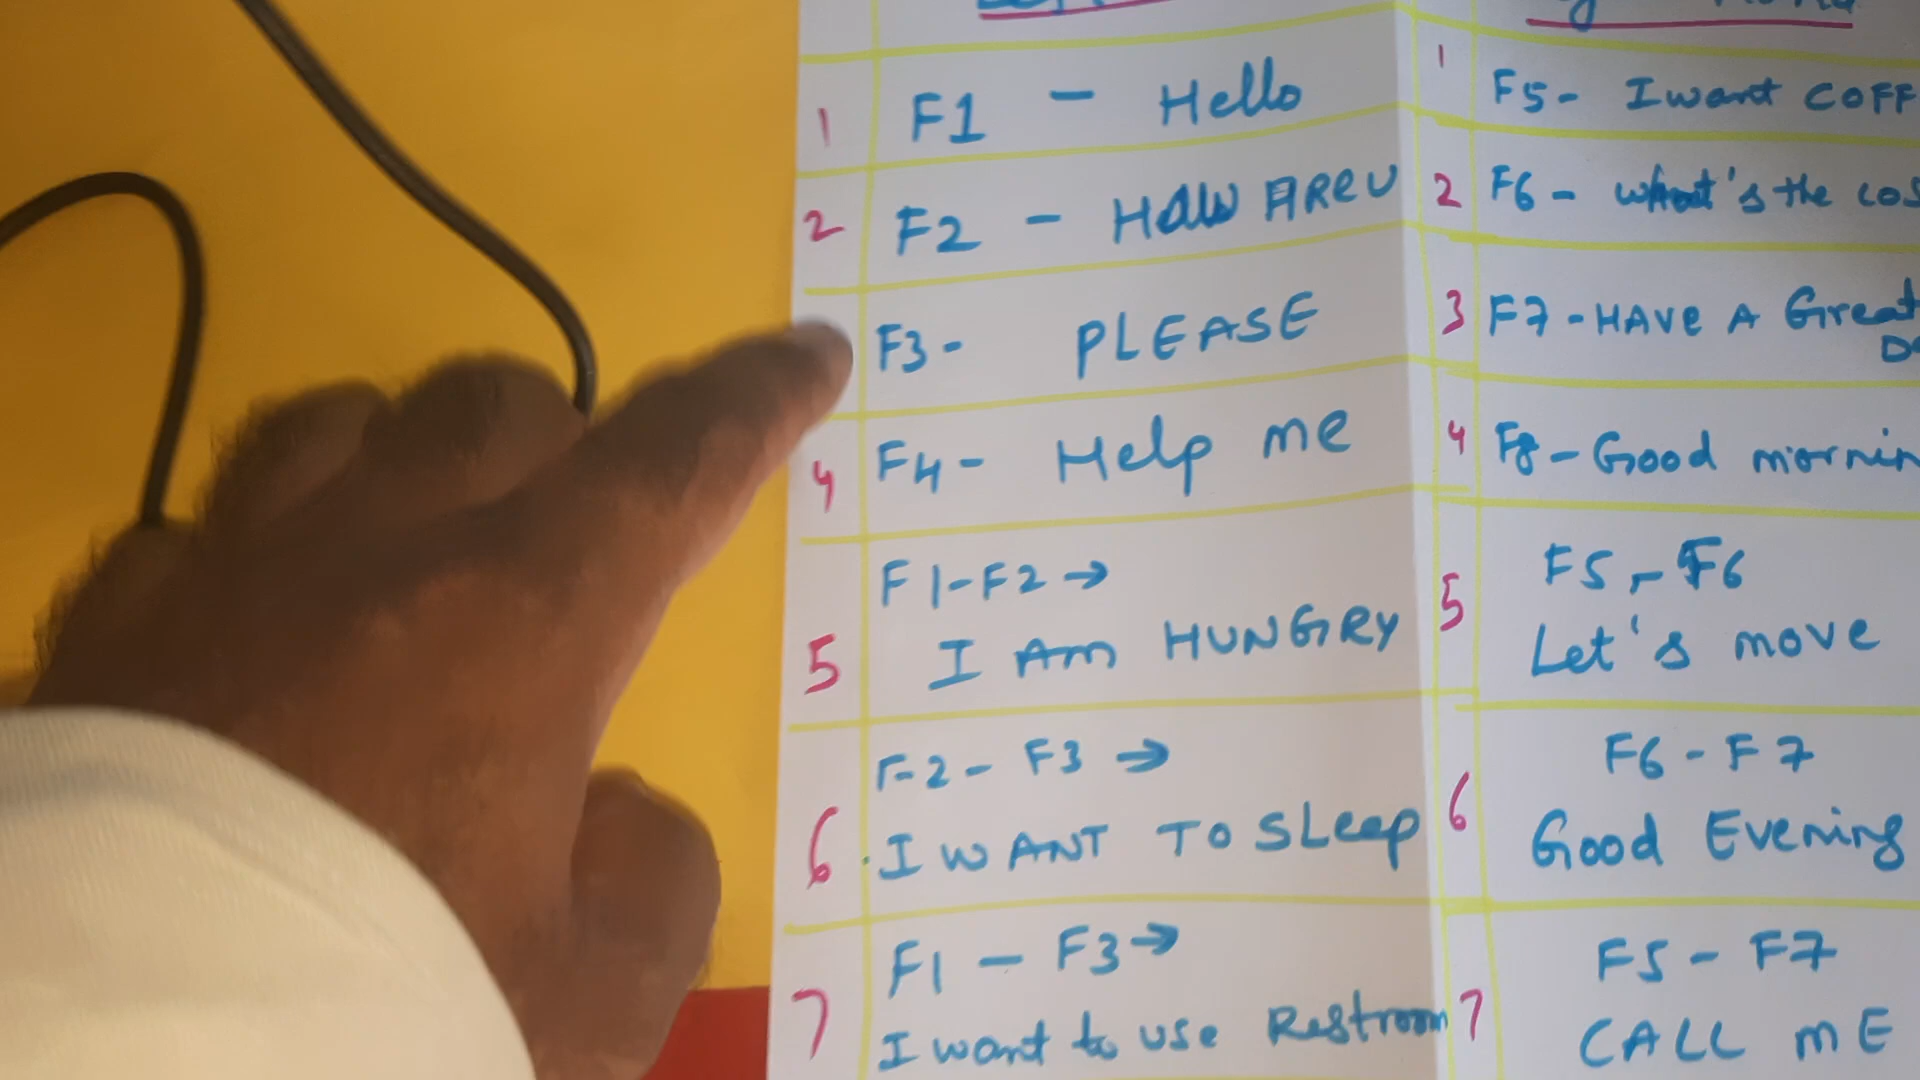 1 F1 - Hello
2 F2 - HOW ARE U
F3- PLEASE
4 F4- Help me
F1-F2→
5 I Am HUNGRY
F2- F3→
6 I WANT TO SLeep
F1 - F3→
7 I want to use Restroom
1 F5- I want COFF
2 F6- what's the cos
3 F7-HAVE A Great
4 F8-Good mornin
F5-F6
5 Let's move
F6-F7
6 Good Evening
F5-F7
7 CALL mE